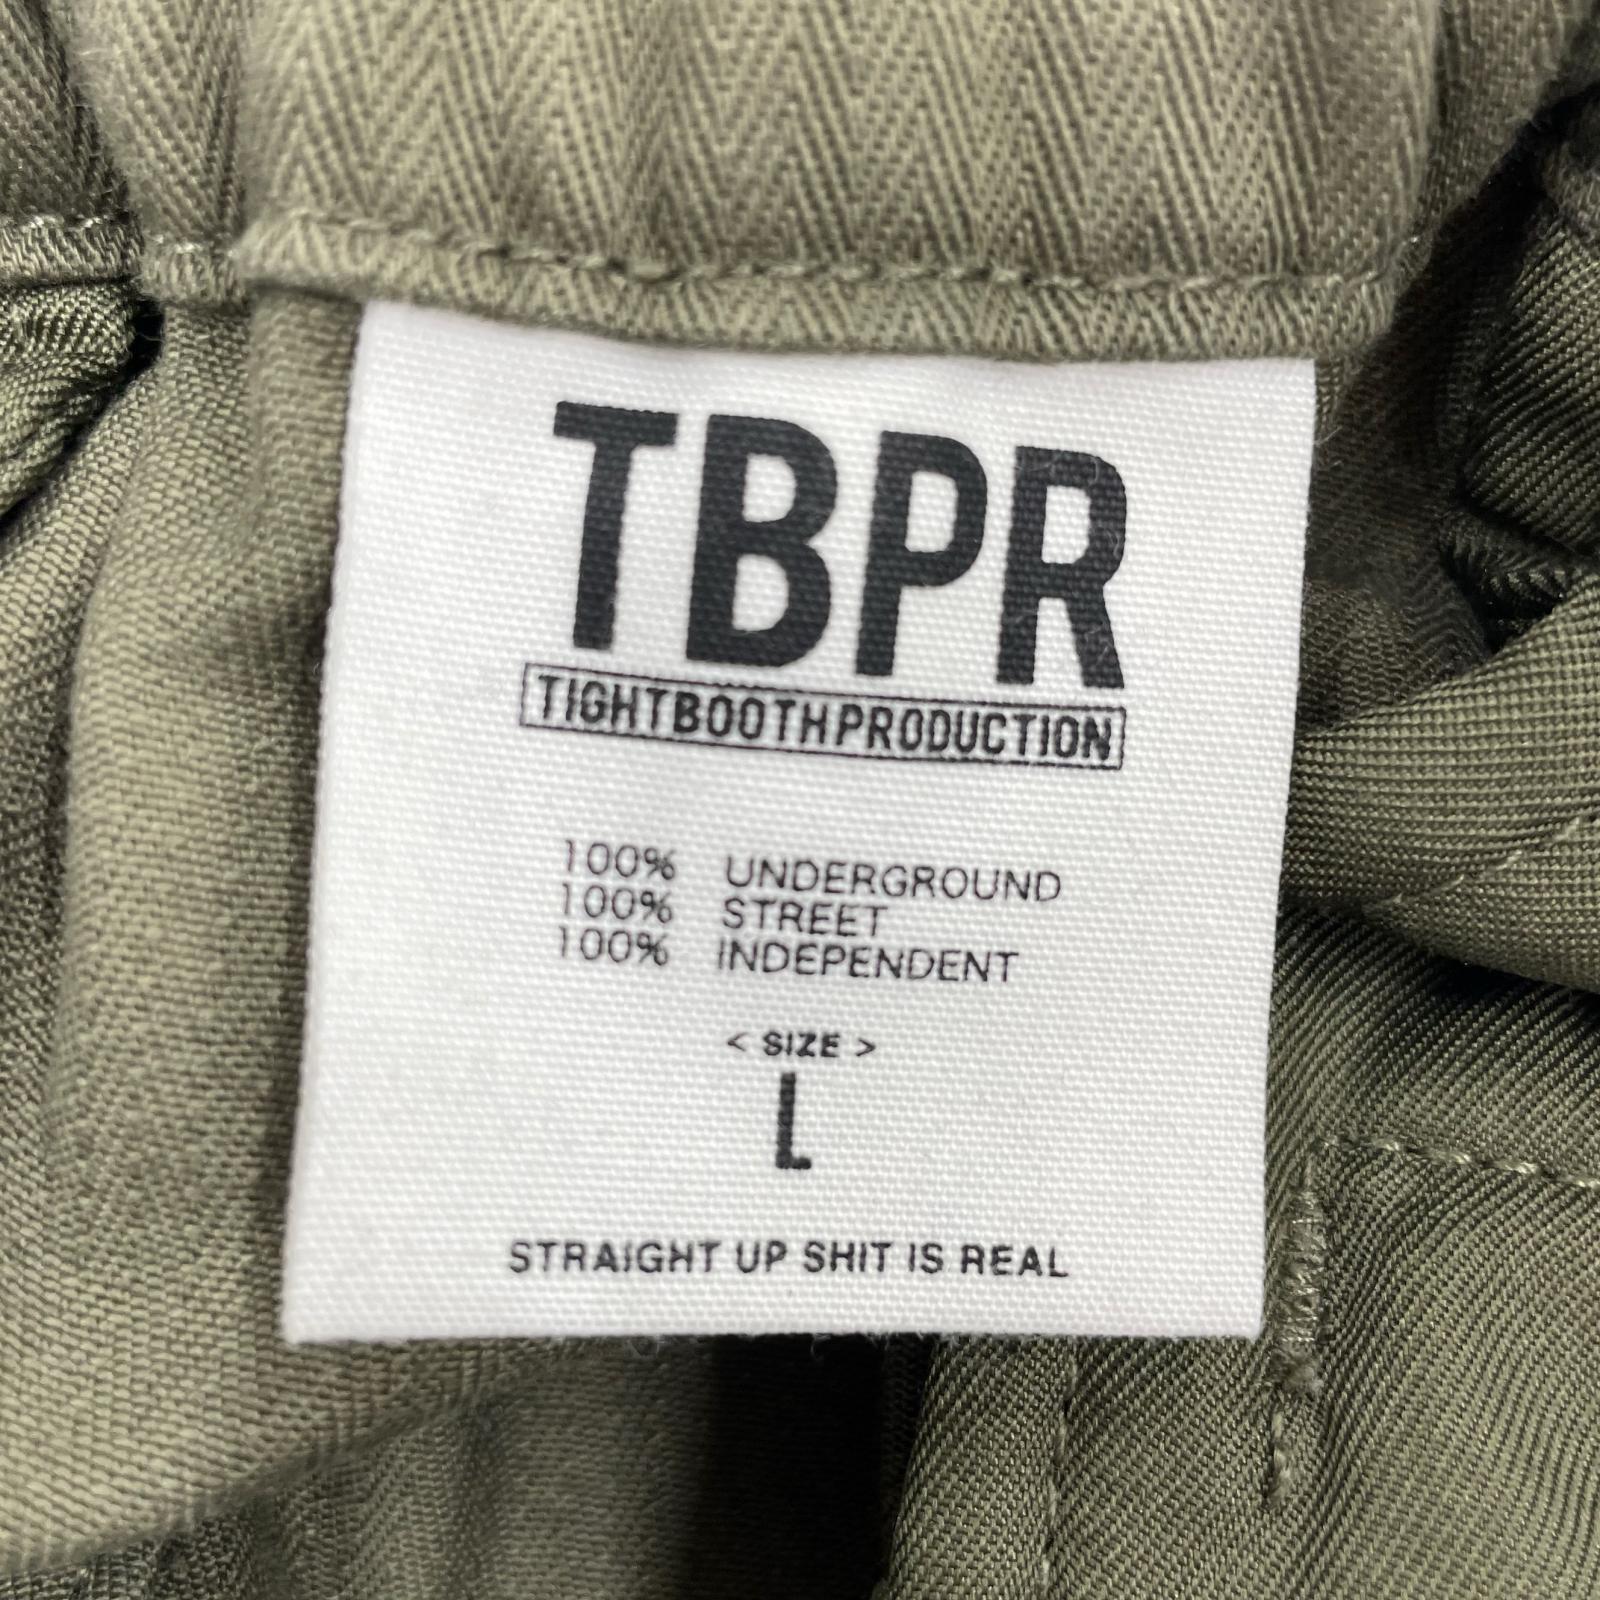 TBPR
TIGHTBOOTHPRODUCTION
100% UNDERGROUND
100% STREET
100% INDEPENDENT
< SIZE >
L
STRAIGHT UP SHIT IS REAL